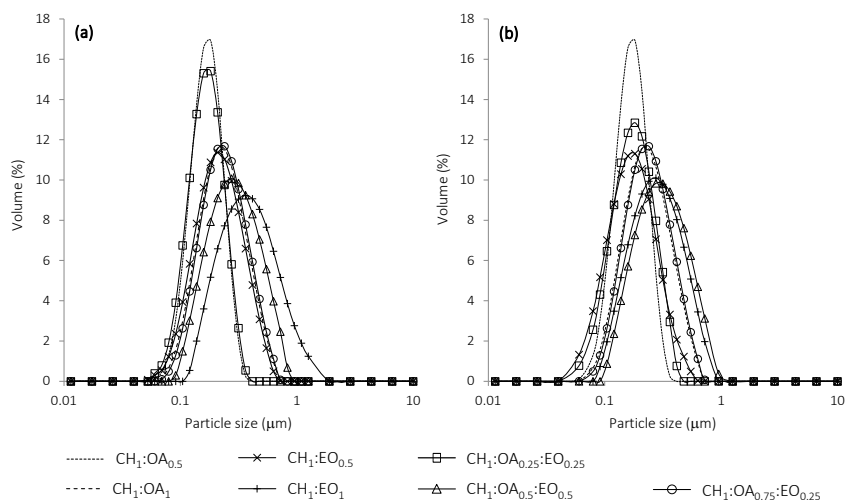 (a)
(b)
18
16
14
12
10
8
6
4
2
0
Volume (%)
0.01
0.1
1
10
Particle size (μm)
18
16
14
12
10
8
6
4
2
0
Volume (%)
0.01
0.1
1
10
Particle size (μm)
CH₁:OA₀.₅
CH₁:EO₀.₅
CH₁:OA₀.₂₅:EO₀.₂₅
CH₁:OA₁
CH₁:EO₁
CH₁:OA₀.₅:EO₀.₅
CH₁:OA₀.₇₅:EO₀.₂₅